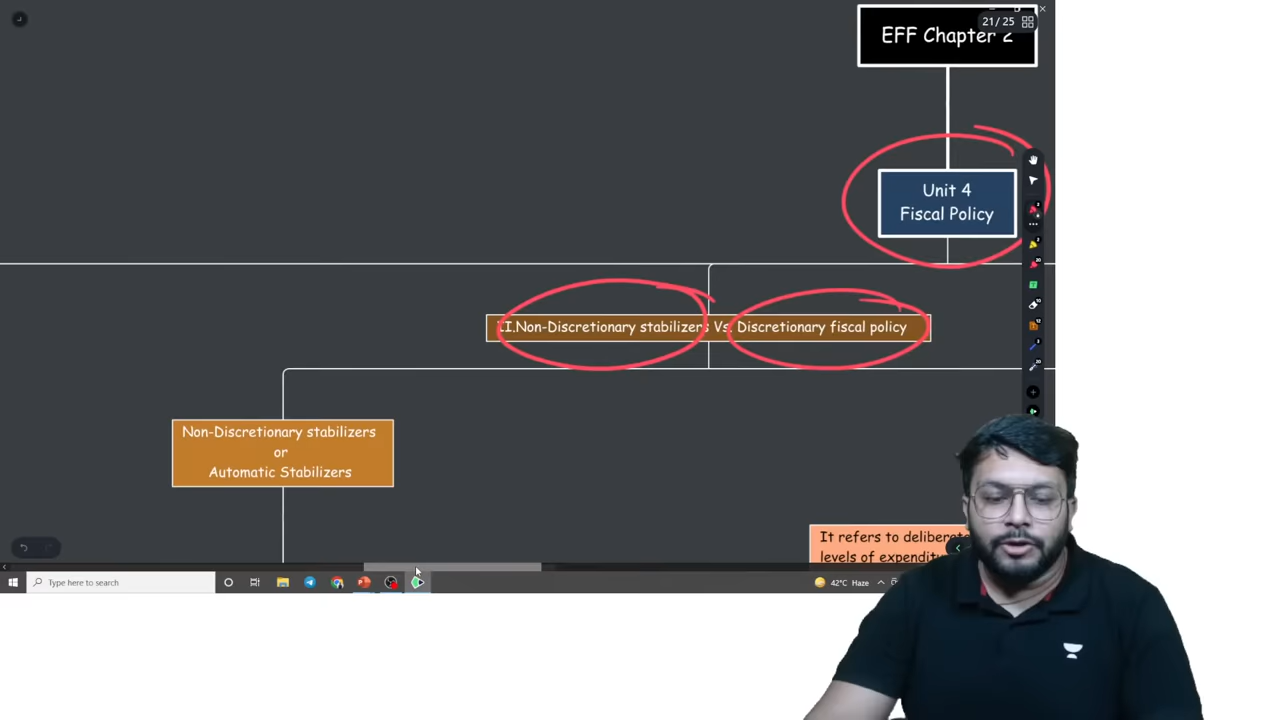 21/25
EFF Chapter 2
Unit 4
Fiscal Policy
II.Non-Discretionary stabilizers Vs. Discretionary fiscal policy
Non-Discretionary stabilizers
or
Automatic Stabilizers
It refers to deliberate
levels of
Type here to search
42°C Haze